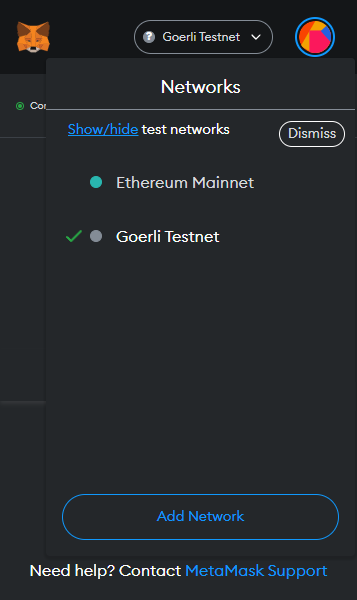 Goerli Testnet
Networks
Show/hide test networks
Dismiss
Ethereum Mainnet
Goerli Testnet
Add Network
Need help? Contact MetaMask Support